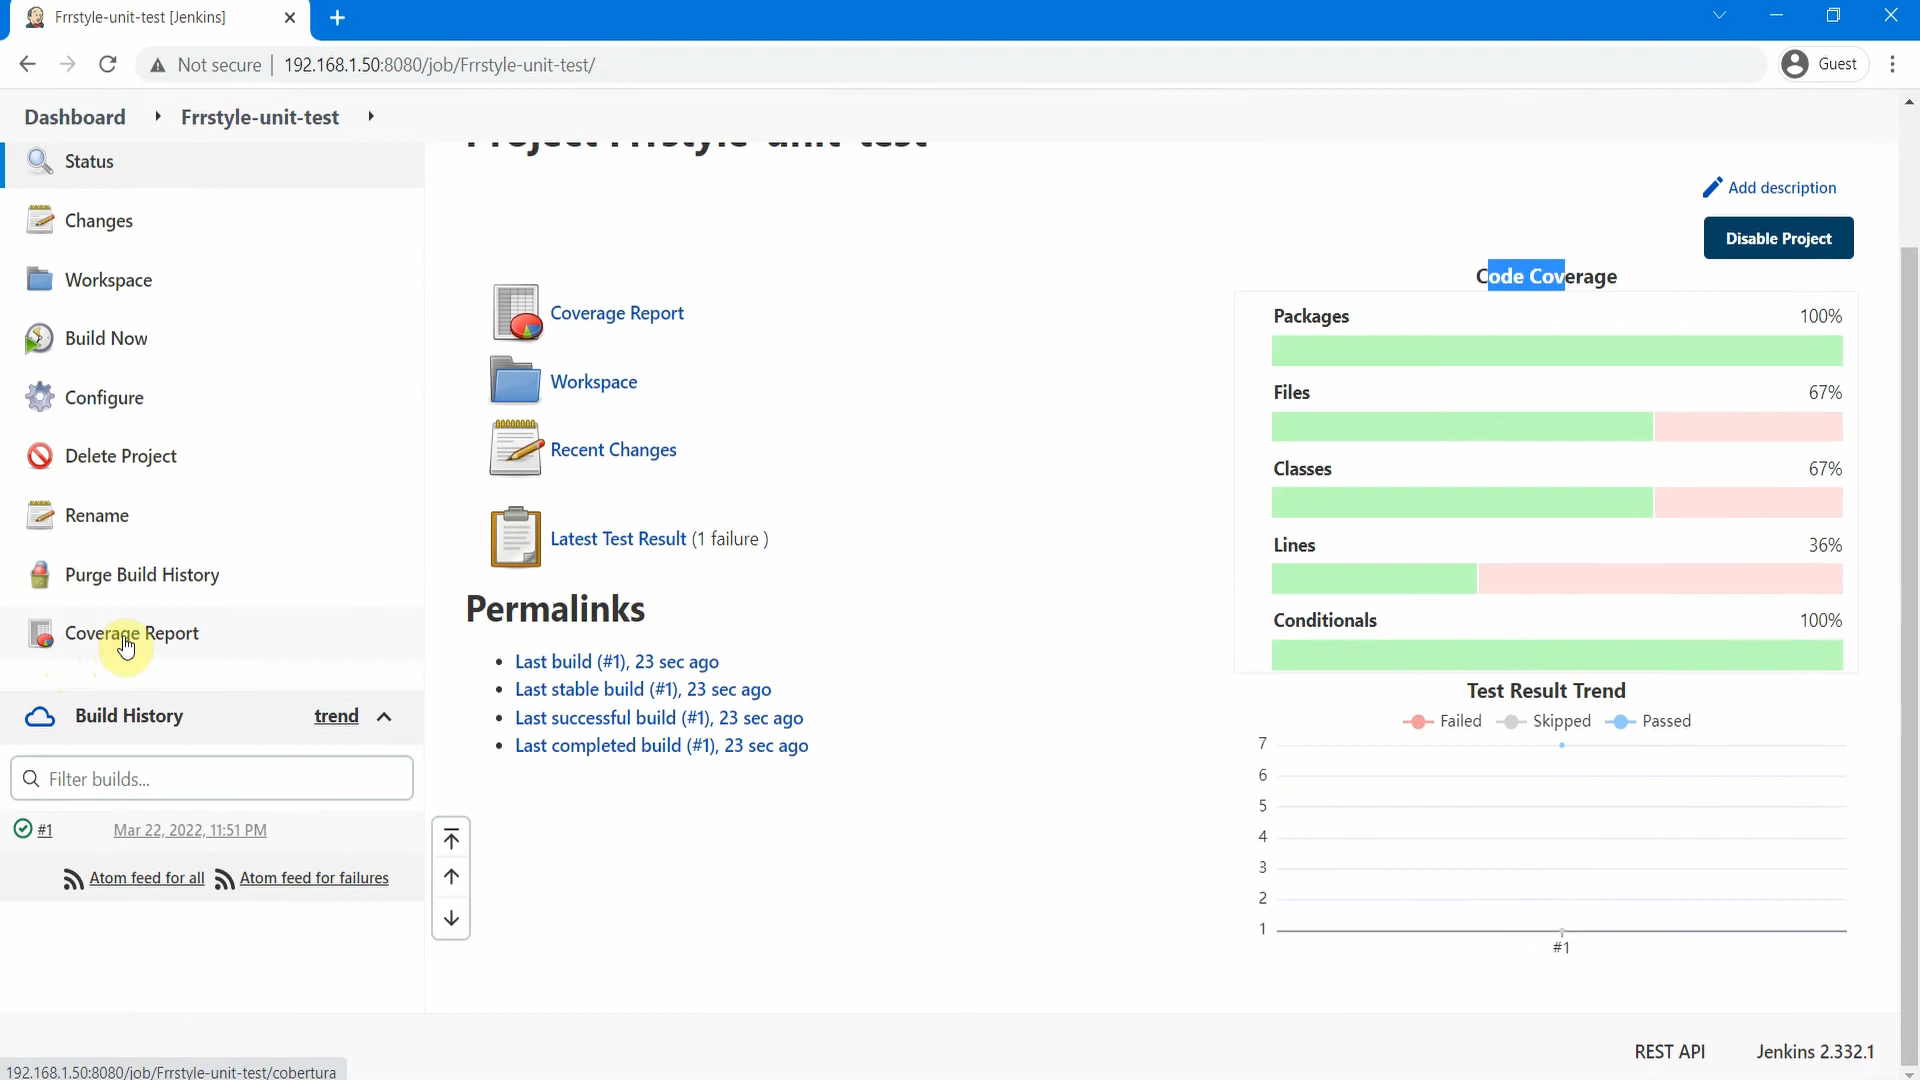 Frrstyle-unit-test [Jenkins]
Not secure | 192.168.1.50:8080/job/Frrstyle-unit-test/
Guest
Dashboard
Frrstyle-unit-test
Status
Changes
Workspace
Build Now
Configure
Delete Project
Rename
Purge Build History
Coverage Report
Build History
trend
Filter builds...
#1
Mar 22, 2022, 11:51 PM
Atom feed for all
Atom feed for failures
Project Frrstyle-unit-test
Add description
Disable Project
Coverage Report
Workspace
Recent Changes
Latest Test Result (1 failure )
Permalinks
Last build (#1), 23 sec ago
Last stable build (#1), 23 sec ago
Last successful build (#1), 23 sec ago
Last completed build (#1), 23 sec ago
Code Coverage
Packages 100%
Files 67%
Classes 67%
Lines 36%
Conditionals 100%
Test Result Trend
Failed Skipped Passed
7
6
5
4
3
2
1
#1
REST API
Jenkins 2.332.1
192.168.1.50:8080/job/Frrstyle-unit-test/cobertura